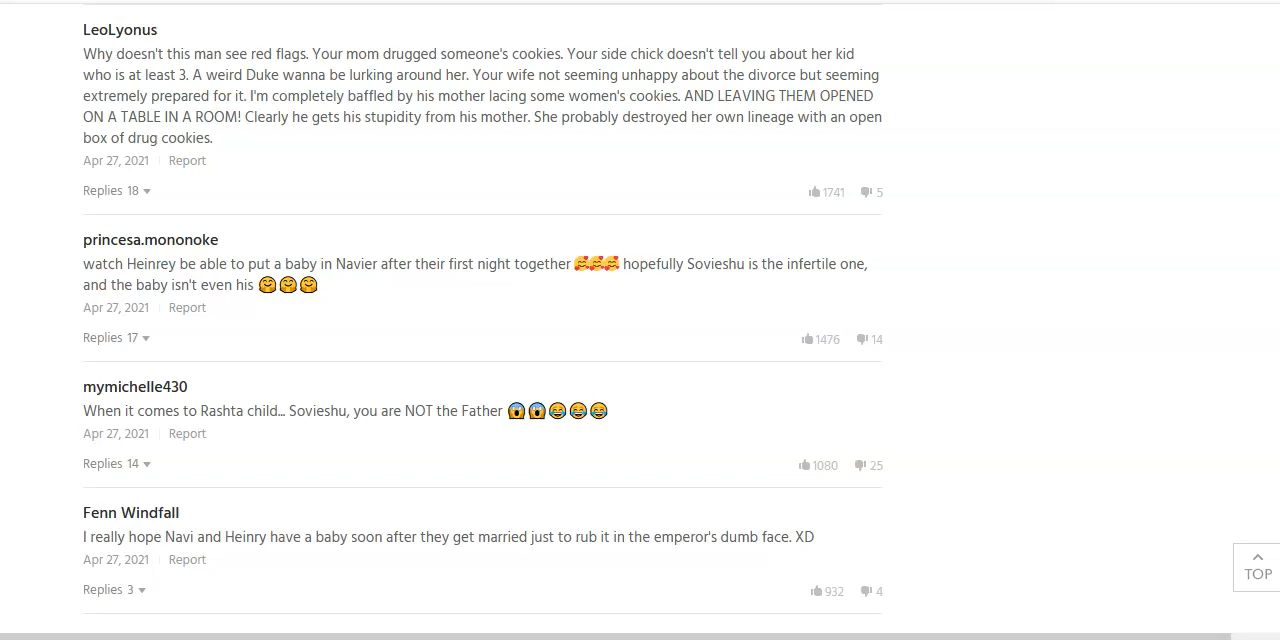 LeoLyonus
Why doesn't this man see red flags. Your mom drugged someone's cookies. Your side chick doesn't tell you about her kid
who is at least 3. A weird Duke wanna be lurking around her. Your wife not seeming unhappy about the divorce but seeming
extremely prepared for it. I'm completely baffled by his mother lacing some women's cookies. AND LEAVING THEM OPENED
ON A TABLE IN A ROOM! Clearly he gets his stupidity from his mother. She probably destroyed her own lineage with an open
box of drug cookies.
Apr 27, 2021 Report
Replies 18 1741 5
princesa.mononoke
watch Heinrey be able to put a baby in Navier after their first night together 🥰🥰🥰 hopefully Sovieshu is the infertile one,
and the baby isn't even his 🤗🤗🤗
Apr 27, 2021 Report
Replies 17 1476 14
mymichelle430
When it comes to Rashta child... Sovieshu, you are NOT the Father 😱😱😂😂😂
Apr 27, 2021 Report
Replies 14 1080 25
Fenn Windfall
I really hope Navi and Heinry have a baby soon after they get married just to rub it in the emperor's dumb face. XD
Apr 27, 2021 Report
TOP
Replies 3 932 4